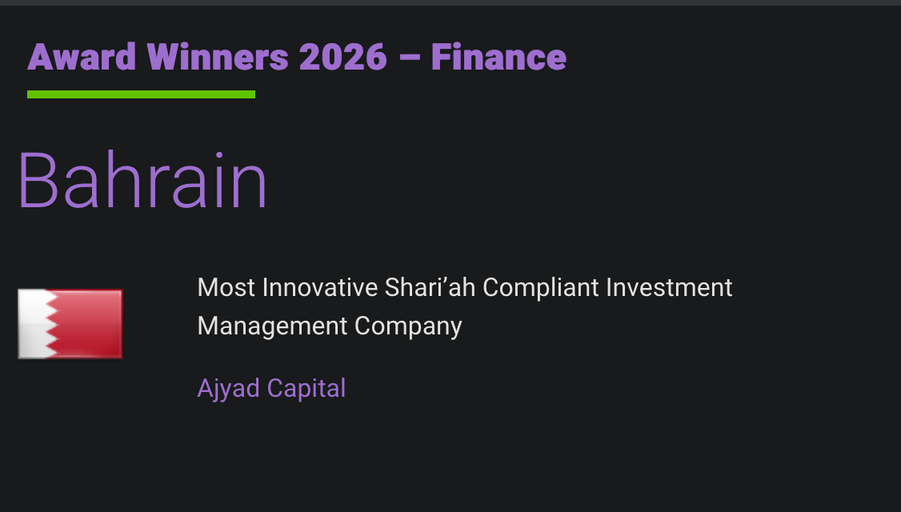 Award Winners 2026 – Finance
Bahrain
Most Innovative Shari’ah Compliant Investment
Management Company
Ajyad Capital